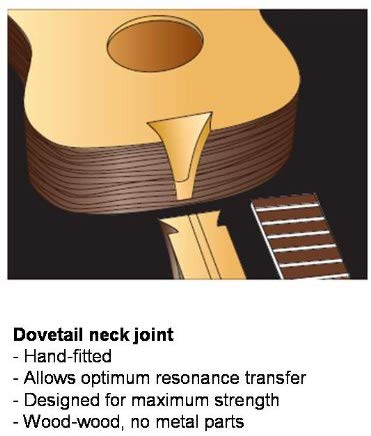 Dovetail neck joint
- Hand-fitted
- Allows optimum resonance transfer
- Designed for maximum strength
- Wood-wood, no metal parts